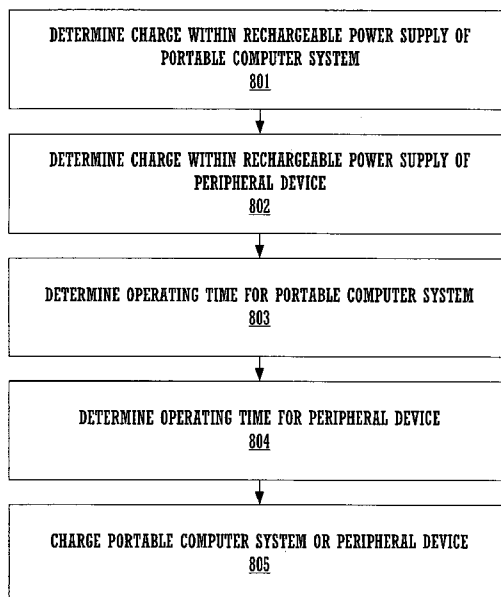 DETERMINE CHARGE WITHIN RECHARGEABLE POWER SUPPLY OF
PORTABLE COMPUTER SYSTEM
801
DETERMINE CHARGE WITHIN RECHARGEABLE POWER SUPPLY OF
PERIPHERAL DEVICE
802
DETERMINE OPERATING TIME FOR PORTABLE COMPUTER SYSTEM
803
DETERMINE OPERATING TIME FOR PERIPHERAL DEVICE
804
CHARGE PORTABLE COMPUTER SYSTEM OR PERIPHERAL DEVICE
805